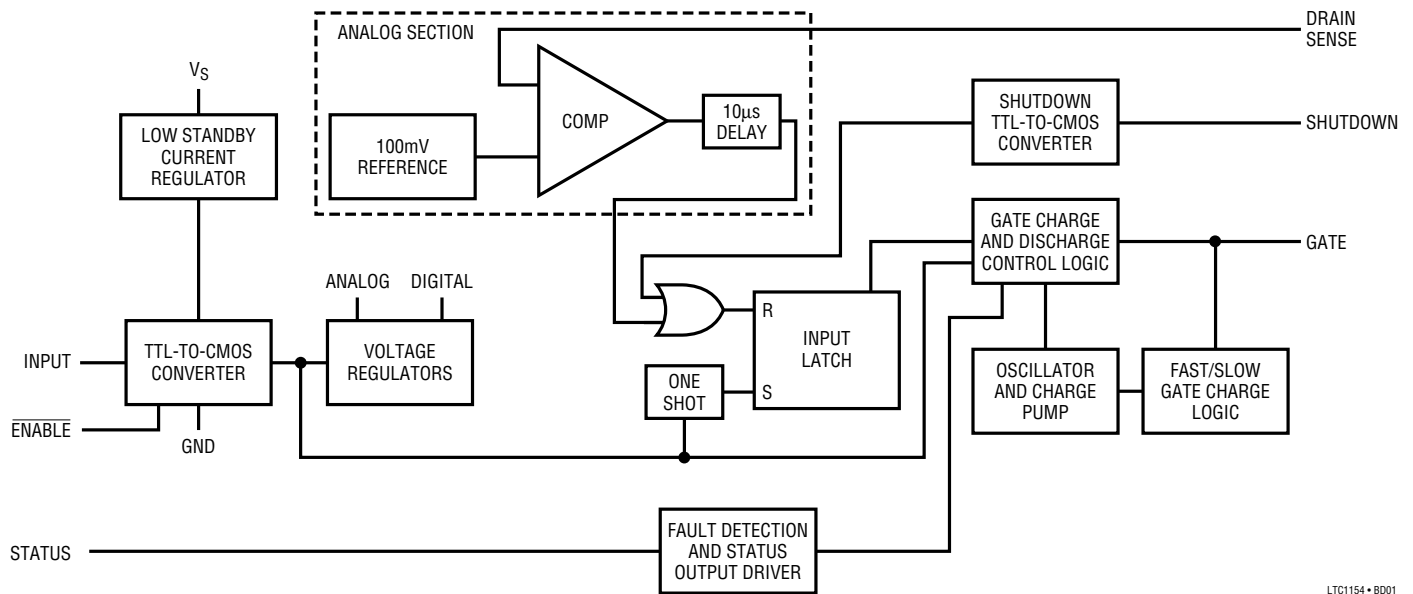 ANALOG SECTION
DRAIN
SENSE
VS
LOW STANDBY
CURRENT
REGULATOR
100mV
REFERENCE
COMP
10µs
DELAY
SHUTDOWN
TTL-TO-CMOS
CONVERTER
SHUTDOWN
GATE CHARGE
AND DISCHARGE
CONTROL LOGIC
GATE
ANALOG
DIGITAL
INPUT
TTL-TO-CMOS
CONVERTER
VOLTAGE
REGULATORS
R
INPUT
LATCH
S
ONE
SHOT
OSCILLATOR
AND CHARGE
PUMP
FAST/SLOW
GATE CHARGE
LOGIC
ENABLE
GND
STATUS
FAULT DETECTION
AND STATUS
OUTPUT DRIVER
LTC1154 • BD01